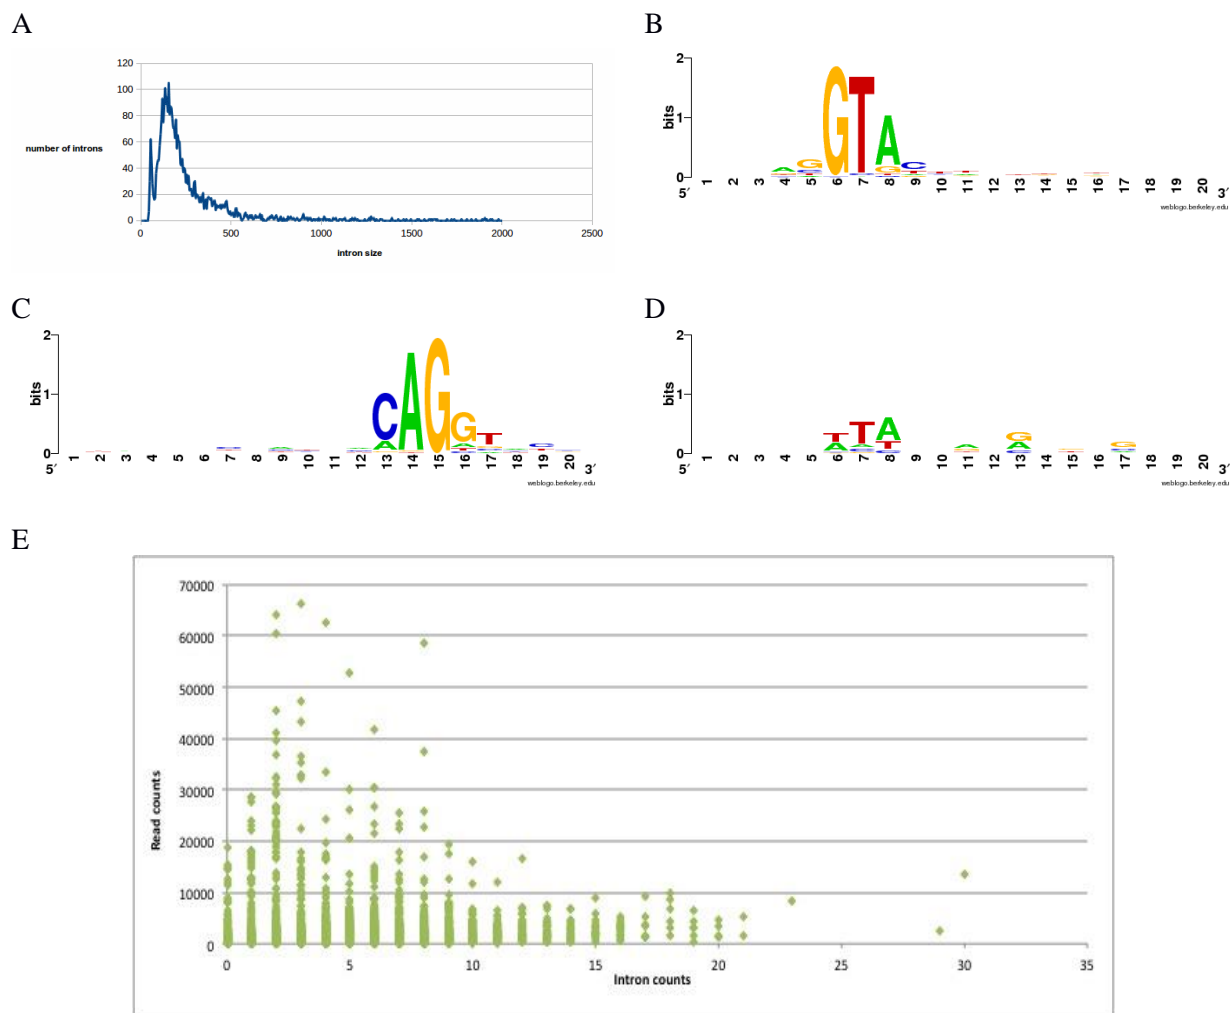 A
B
120
100
80
60
40
20
0
number of introns
0 500 1000 1500 2000 2500
intron size
2
1
0
bits
GTA
5′ 1 2 3 4 5 6 7 8 9 10 11 12 13 14 15 16 17 18 19 20 3′
weblogo.berkeley.edu
C
D
2
1
0
bits
CAGGT
5′ 1 2 3 4 5 6 7 8 9 10 11 12 13 14 15 16 17 18 19 20 3′
weblogo.berkeley.edu
2
1
0
bits
TTA
5′ 1 2 3 4 5 6 7 8 9 10 11 12 13 14 15 16 17 18 19 20 3′
weblogo.berkeley.edu
E
70000
60000
50000
40000
30000
20000
10000
0
Read counts
0 5 10 15 20 25 30 35
Intron counts